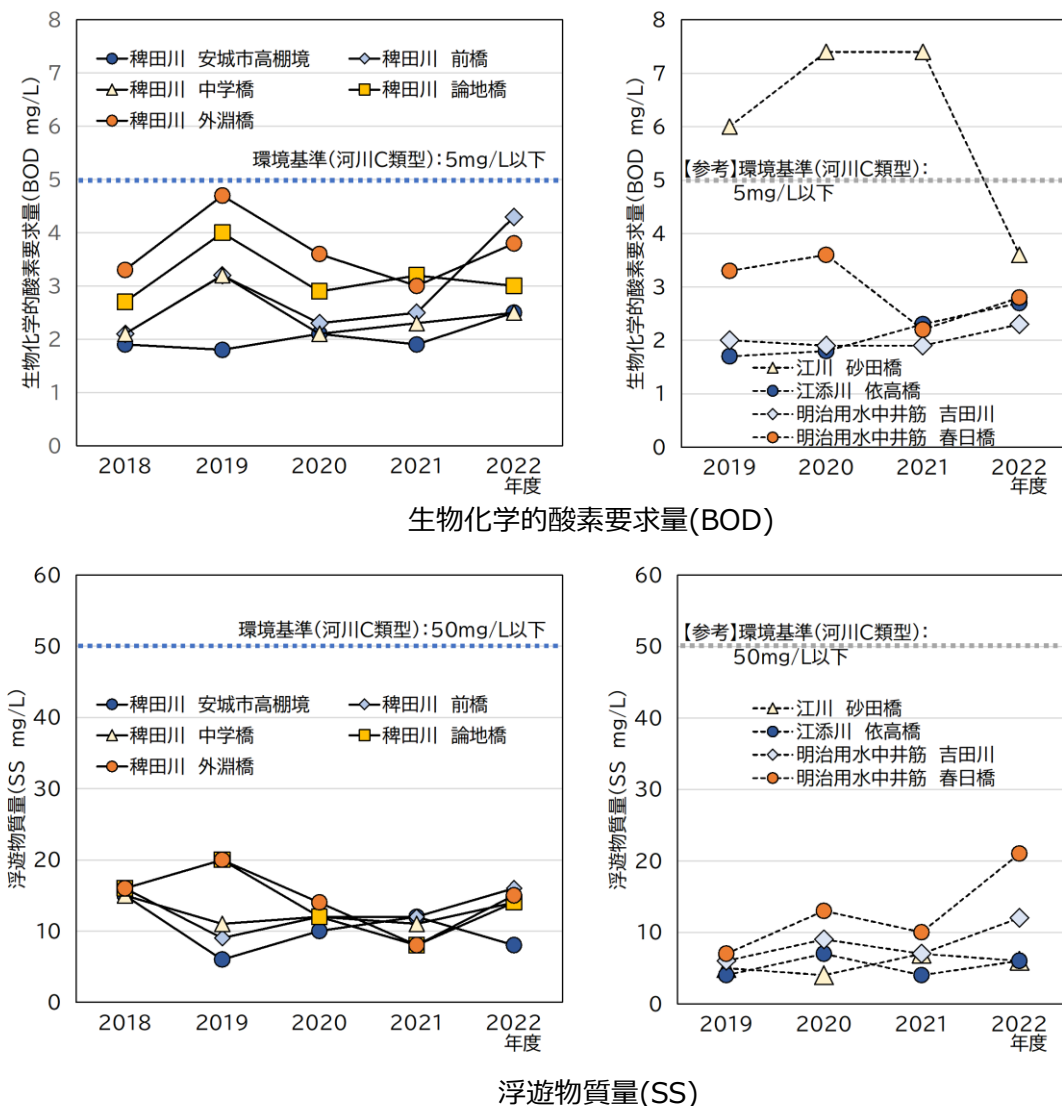 8
7
6
5
4
3
2
1
0
生物化学的酸素要求量(BOD mg/L)
稗田川 安城市高棚境
稗田川 前橋
稗田川 中学橋
稗田川 論地橋
稗田川 外淵橋
環境基準(河川C類型):5mg/L以下
2018
2019
2020
2021
2022
年度
8
7
6
5
4
3
2
1
0
生物化学的酸素要求量(BOD mg/L)
【参考】環境基準(河川C類型):
5mg/L以下
江川 砂田橋
江添川 依高橋
明治用水中井筋 吉田川
明治用水中井筋 春日橋
2019
2020
2021
2022
年度
生物化学的酸素要求量(BOD)
60
50
40
30
20
10
0
浮遊物質量(SS mg/L)
環境基準(河川C類型):50mg/L以下
稗田川 安城市高棚境
稗田川 前橋
稗田川 中学橋
稗田川 論地橋
稗田川 外淵橋
2018
2019
2020
2021
2022
年度
60
50
40
30
20
10
0
浮遊物質量(SS mg/L)
【参考】環境基準(河川C類型):
50mg/L以下
江川 砂田橋
江添川 依高橋
明治用水中井筋 吉田川
明治用水中井筋 春日橋
2019
2020
2021
2022
年度
浮遊物質量(SS)